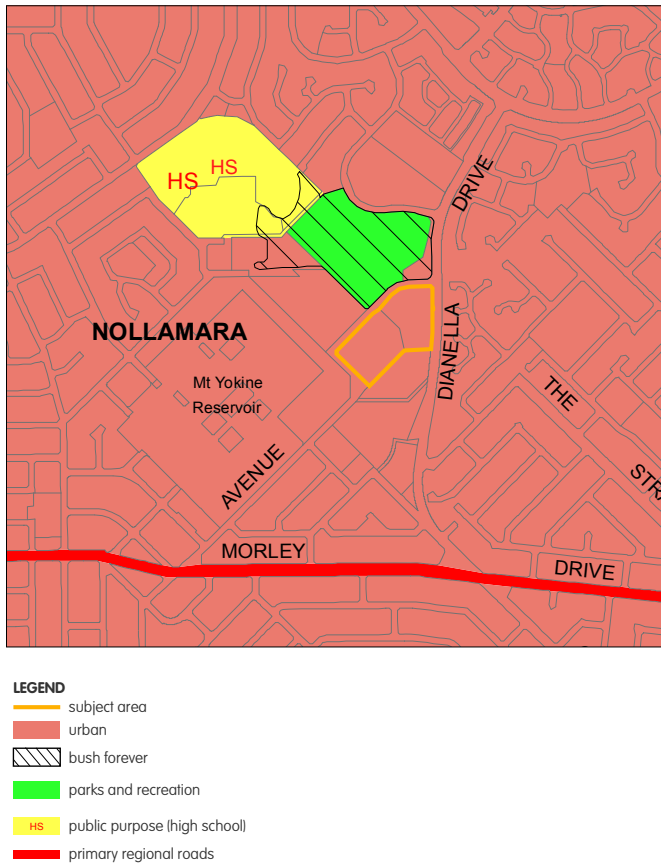 DRIVE
HS
HS
NOLLAMARA
DIANELLA
Mt Yokine
Reservoir
THE
AVENUE
STRA
MORLEY
DRIVE
LEGEND
subject area
urban
bush forever
parks and recreation
HS public purpose (high school)
primary regional roads